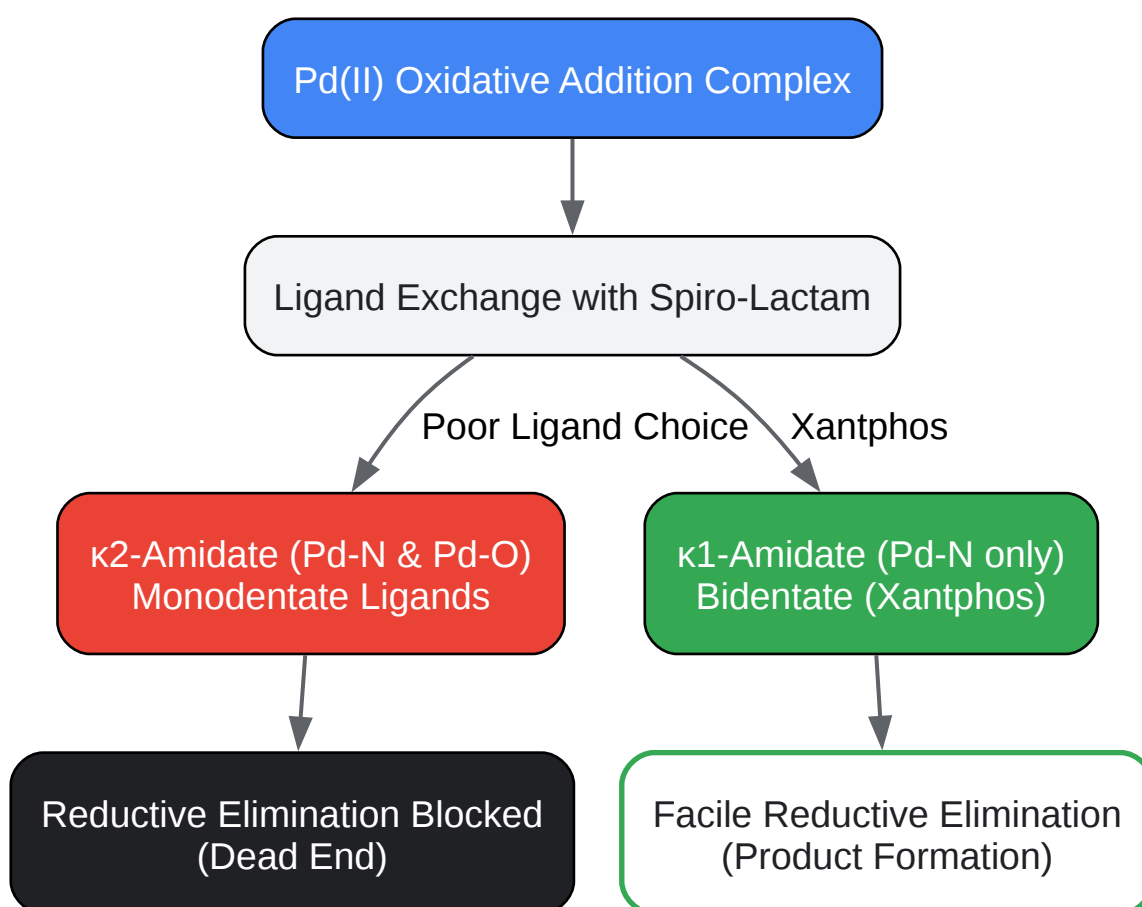 Pd(II) Oxidative Addition Complex
Ligand Exchange with Spiro-Lactam
Poor Ligand Choice
Xantphos
κ2-Amidate (Pd-N & Pd-O)
Monodentate Ligands
κ1-Amidate (Pd-N only)
Bidentate (Xantphos)
Reductive Elimination Blocked
(Dead End)
Facile Reductive Elimination
(Product Formation)